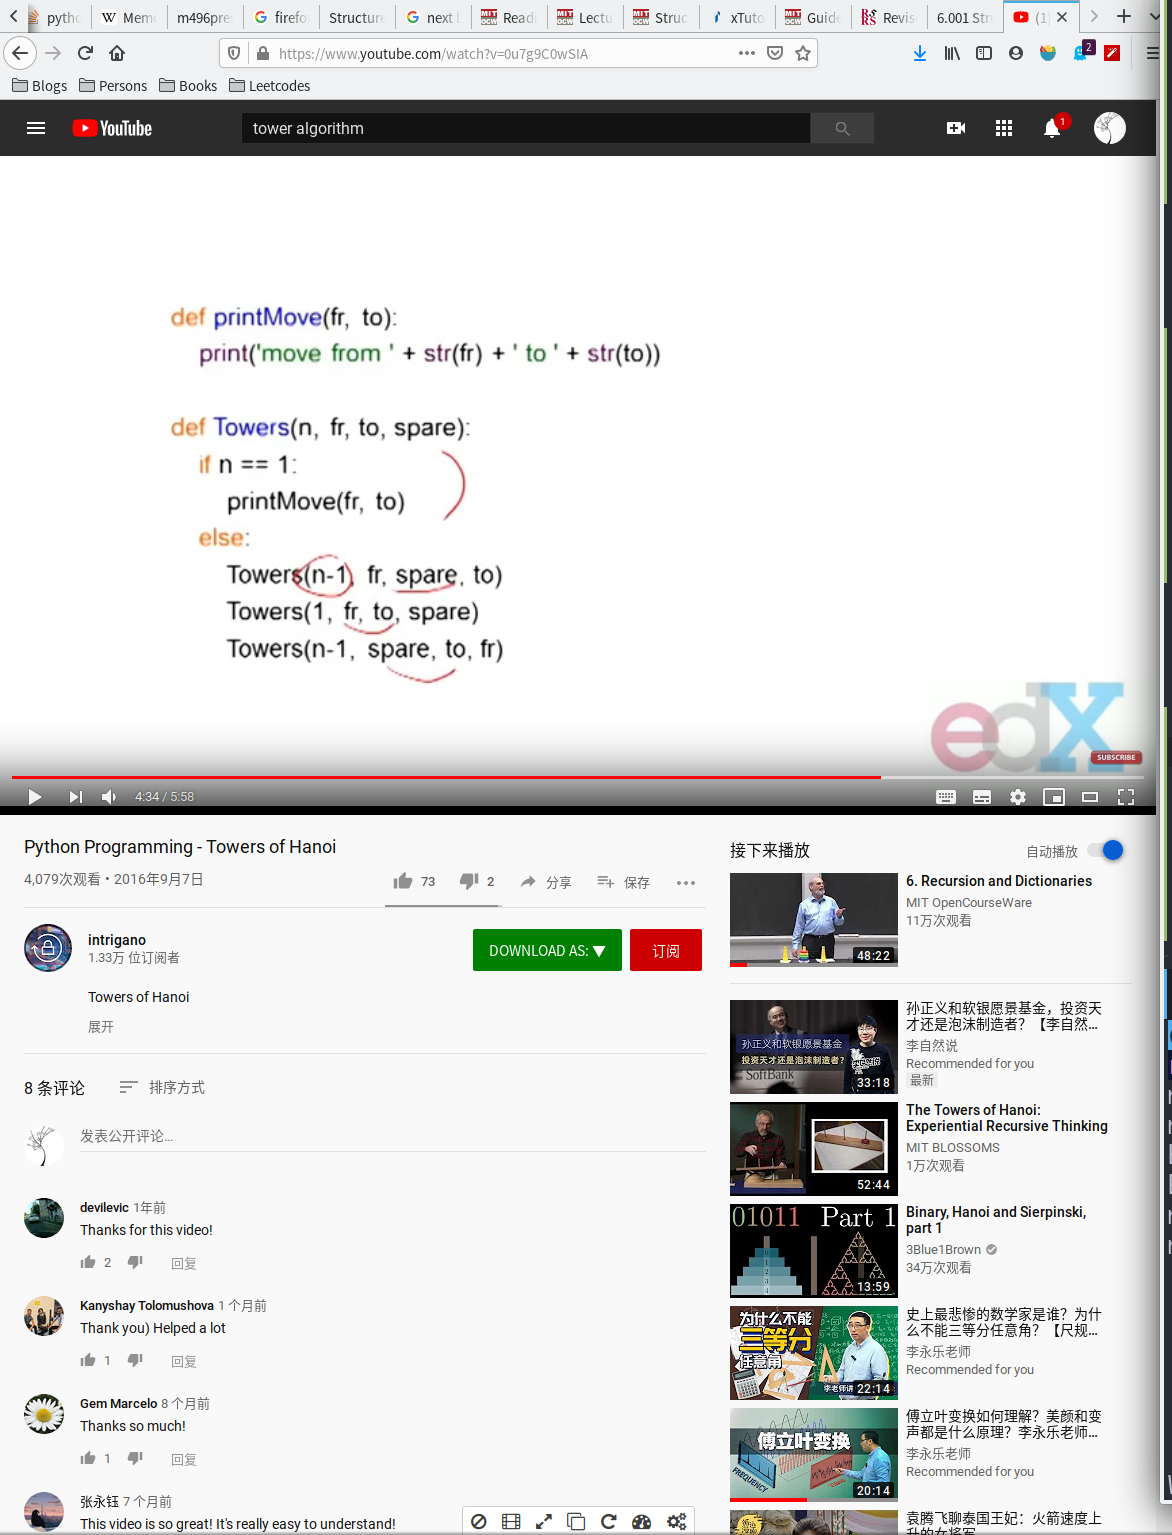 pytho
Memo
m496pre
firefo
Structure
next b
Readi
Lectu
Struc
xTuto
Guide
Revis
6.001 Str
(1)
https://www.youtube.com/watch?v=0u7g9C0wSIA
2
Blogs
Persons
Books
Leetcodes
YouTube
tower algorithm
1
def printMove(fr, to):
print('move from ' + str(fr) + ' to ' + str(to))
def Towers(n, fr, to, spare):
if n == 1:
printMove(fr, to)
else:
Towers(n-1, fr, spare, to)
Towers(1, fr, to, spare)
Towers(n-1, spare, to, fr)
edX
SUBSCRIBE
4:34 / 5:58
Python Programming - Towers of Hanoi
4,079次观看 • 2016年9月7日
73
2
分享
保存
intrigano
1.33万 位订阅者
DOWNLOAD AS: ▼
订阅
Towers of Hanoi
展开
8 条评论
排序方式
发表公开评论...
devilevic 1年前
Thanks for this video!
2
回复
Kanyshay Tolomushova 1 个月前
Thank you) Helped a lot
1
回复
Gem Marcelo 8 个月前
Thanks so much!
1
回复
张永钰 7 个月前
This video is so great! It's really easy to understand!
接下来播放
自动播放
48:22
6. Recursion and Dictionaries
MIT OpenCourseWare
11万次观看
孙正义和软银愿景基金
投资天才还是泡沫制造者?
SoftBank
33:18
孙正义和软银愿景基金，投资天
才还是泡沫制造者？【李自然...
李自然说
Recommended for you
最新
52:44
The Towers of Hanoi:
Experiential Recursive Thinking
MIT BLOSSOMS
1万次观看
01011 Part 1
13:59
Binary, Hanoi and Sierpinski,
part 1
3Blue1Brown
34万次观看
为什么不能
三等分
任意角
李老师讲
22:14
史上最悲惨的数学家是谁？为什
么不能三等分任意角？【尺规...
李永乐老师
Recommended for you
傅立叶变换
FREQUENCY
20:14
傅立叶变换如何理解？美颜和变
声都是什么原理？李永乐老师...
李永乐老师
Recommended for you
袁腾飞聊泰国王妃：火箭速度上